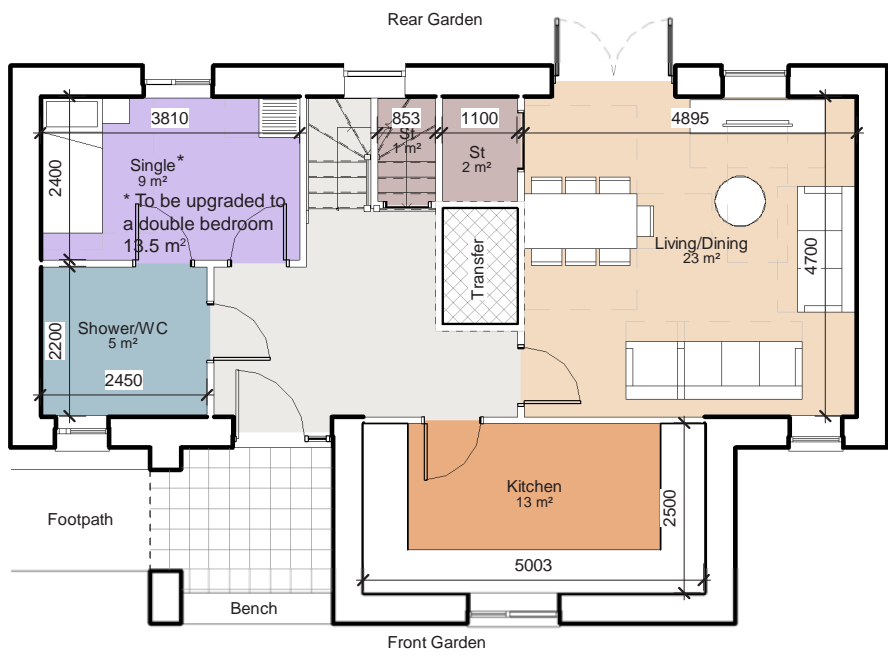 Rear Garden
3810
853
1100
4895
St
1 m²
St
2 m²
2400
Single*
9 m²
* To be upgraded to
a double bedroom
13.5 m²
Living/Dining
23 m²
4700
Transfer
Shower/WC
5 m²
2200
2450
Kitchen
13 m²
2500
Footpath
5003
Bench
Front Garden